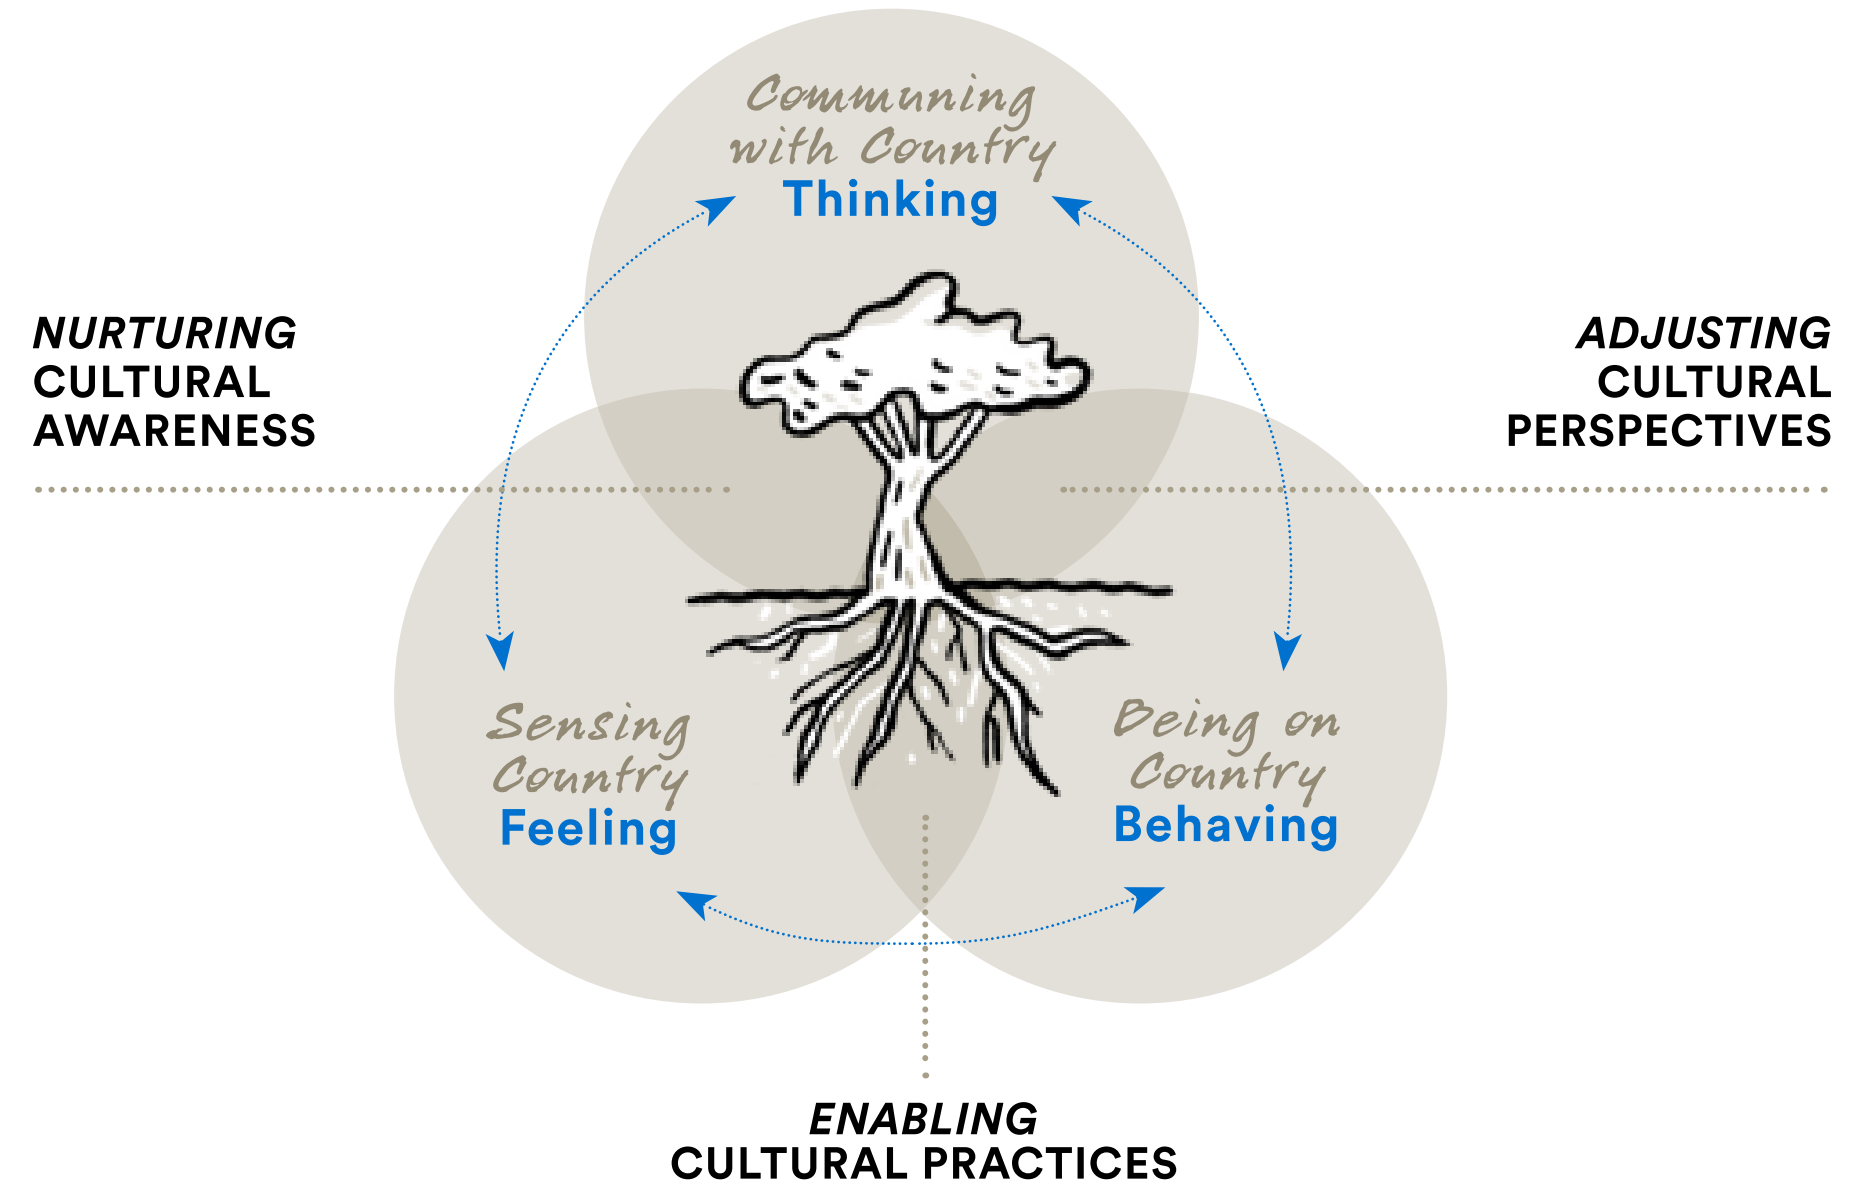 Communing
with Country
Thinking
NURTURING
CULTURAL
AWARENESS
ADJUSTING
CULTURAL
PERSPECTIVES
Sensing
Country
Feeling
Being on
Country
Behaving
ENABLING
CULTURAL PRACTICES